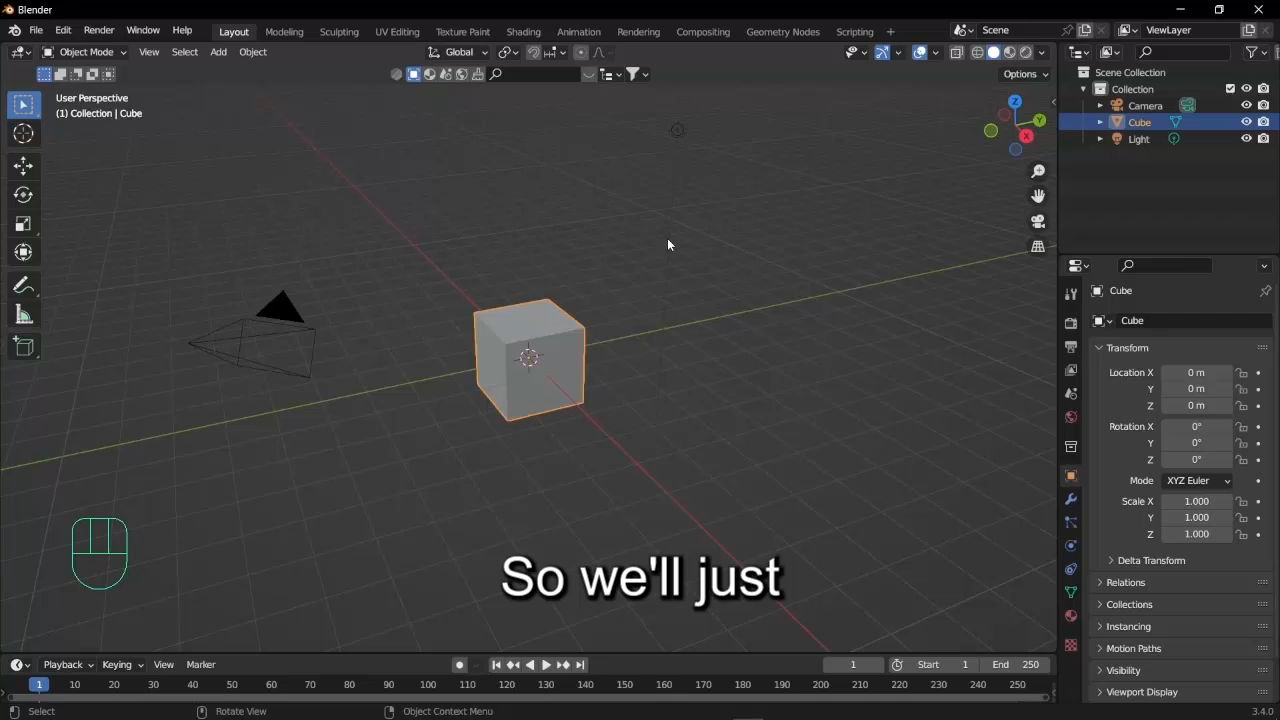 Blender
File Edit Render Window Help Layout Modeling Sculpting UV Editing Texture Paint Shading Animation Rendering Compositing Geometry Nodes Scripting + Scene ViewLayer
Object Mode View Select Add Object Global
Options
User Perspective
(1) Collection | Cube
Z
Y
X
Scene Collection
Collection
Camera
Cube
Light
Cube
Cube
Transform
Location X 0 m
Y 0 m
Z 0 m
Rotation X 0°
Y 0°
Z 0°
Mode XYZ Euler
Scale X 1.000
Y 1.000
Z 1.000
Delta Transform
Relations
Collections
Instancing
Motion Paths
Visibility
Viewport Display
So we'll just
Playback Keying View Marker 1 Start 1 End 250
1 10 20 30 40 50 60 70 80 90 100 110 120 130 140 150 160 170 180 190 200 210 220 230 240 250
Select Rotate View Object Context Menu 3.4.0